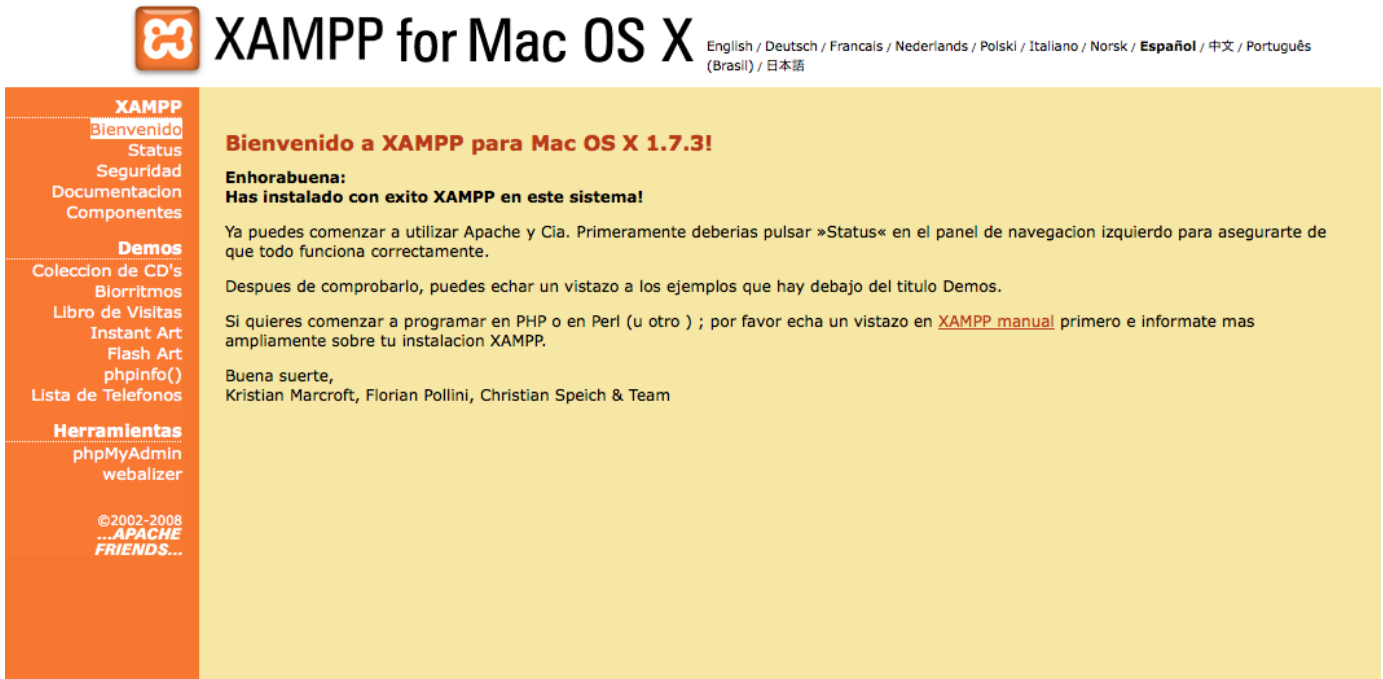 XAMPP for Mac OS X
English / Deutsch / Francais / Nederlands / Polski / Italiano / Norsk / Español / 中文 / Português
(Brasil) / 日本語
XAMPP
Bienvenido
Status
Seguridad
Documentacion
Componentes
Demos
Coleccion de CD's
Biorritmos
Libro de Visitas
Instant Art
Flash Art
phpinfo()
Lista de Telefonos
Herramientas
phpMyAdmin
webalizer
©2002-2008
...APACHE
FRIENDS...
Bienvenido a XAMPP para Mac OS X 1.7.3!
Enhorabuena:
Has instalado con exito XAMPP en este sistema!
Ya puedes comenzar a utilizar Apache y Cia. Primeramente deberias pulsar »Status« en el panel de navegacion izquierdo para asegurarte de
que todo funciona correctamente.
Despues de comprobarlo, puedes echar un vistazo a los ejemplos que hay debajo del titulo Demos.
Si quieres comenzar a programar en PHP o en Perl (u otro ) ; por favor echa un vistazo en XAMPP manual primero e informate mas
ampliamente sobre tu instalacion XAMPP.
Buena suerte,
Kristian Marcroft, Florian Pollini, Christian Speich & Team